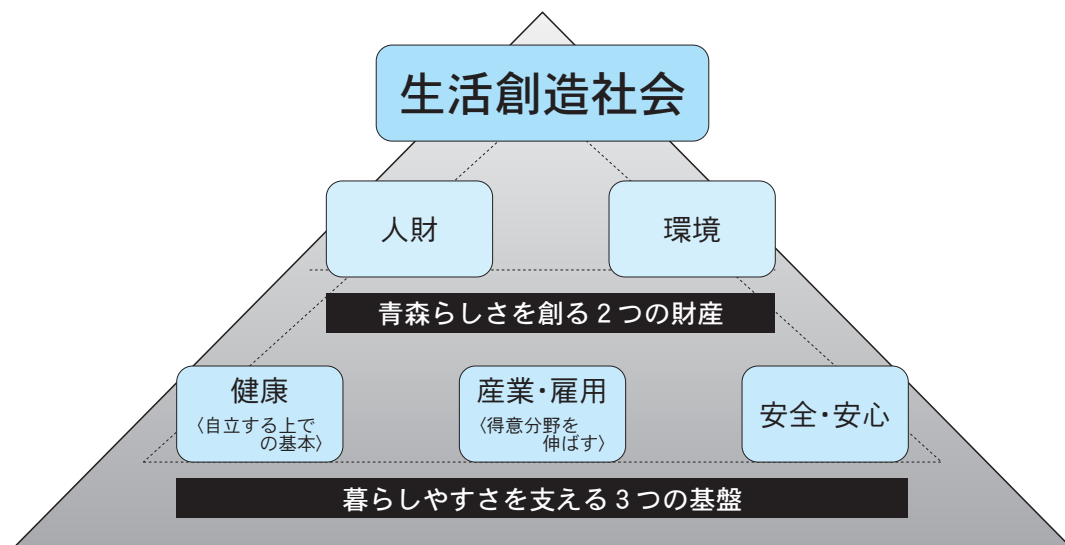 生活創造社会
人財
環境
青森らしさを創る2つの財産
健康
〈自立する上で
の基本〉
産業・雇用
〈得意分野を
伸ばす〉
安全・安心
暮らしやすさを支える3つの基盤